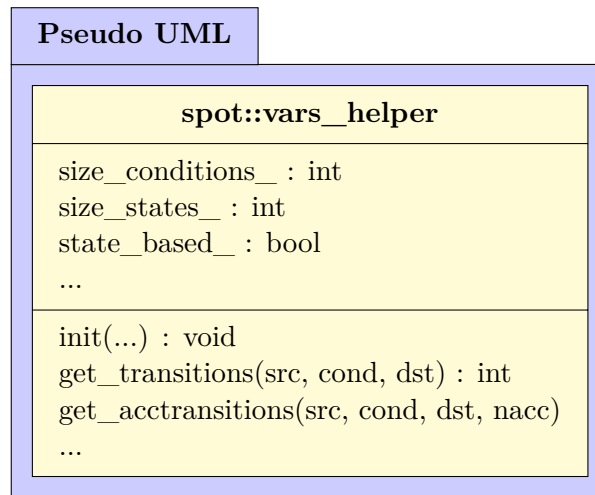 Pseudo UML
spot::vars_helper
size_conditions_ : int
size_states_ : int
state_based_ : bool
...
init(...) : void
get_transitions(src, cond, dst) : int
get_acctransitions(src, cond, dst, nacc)
...